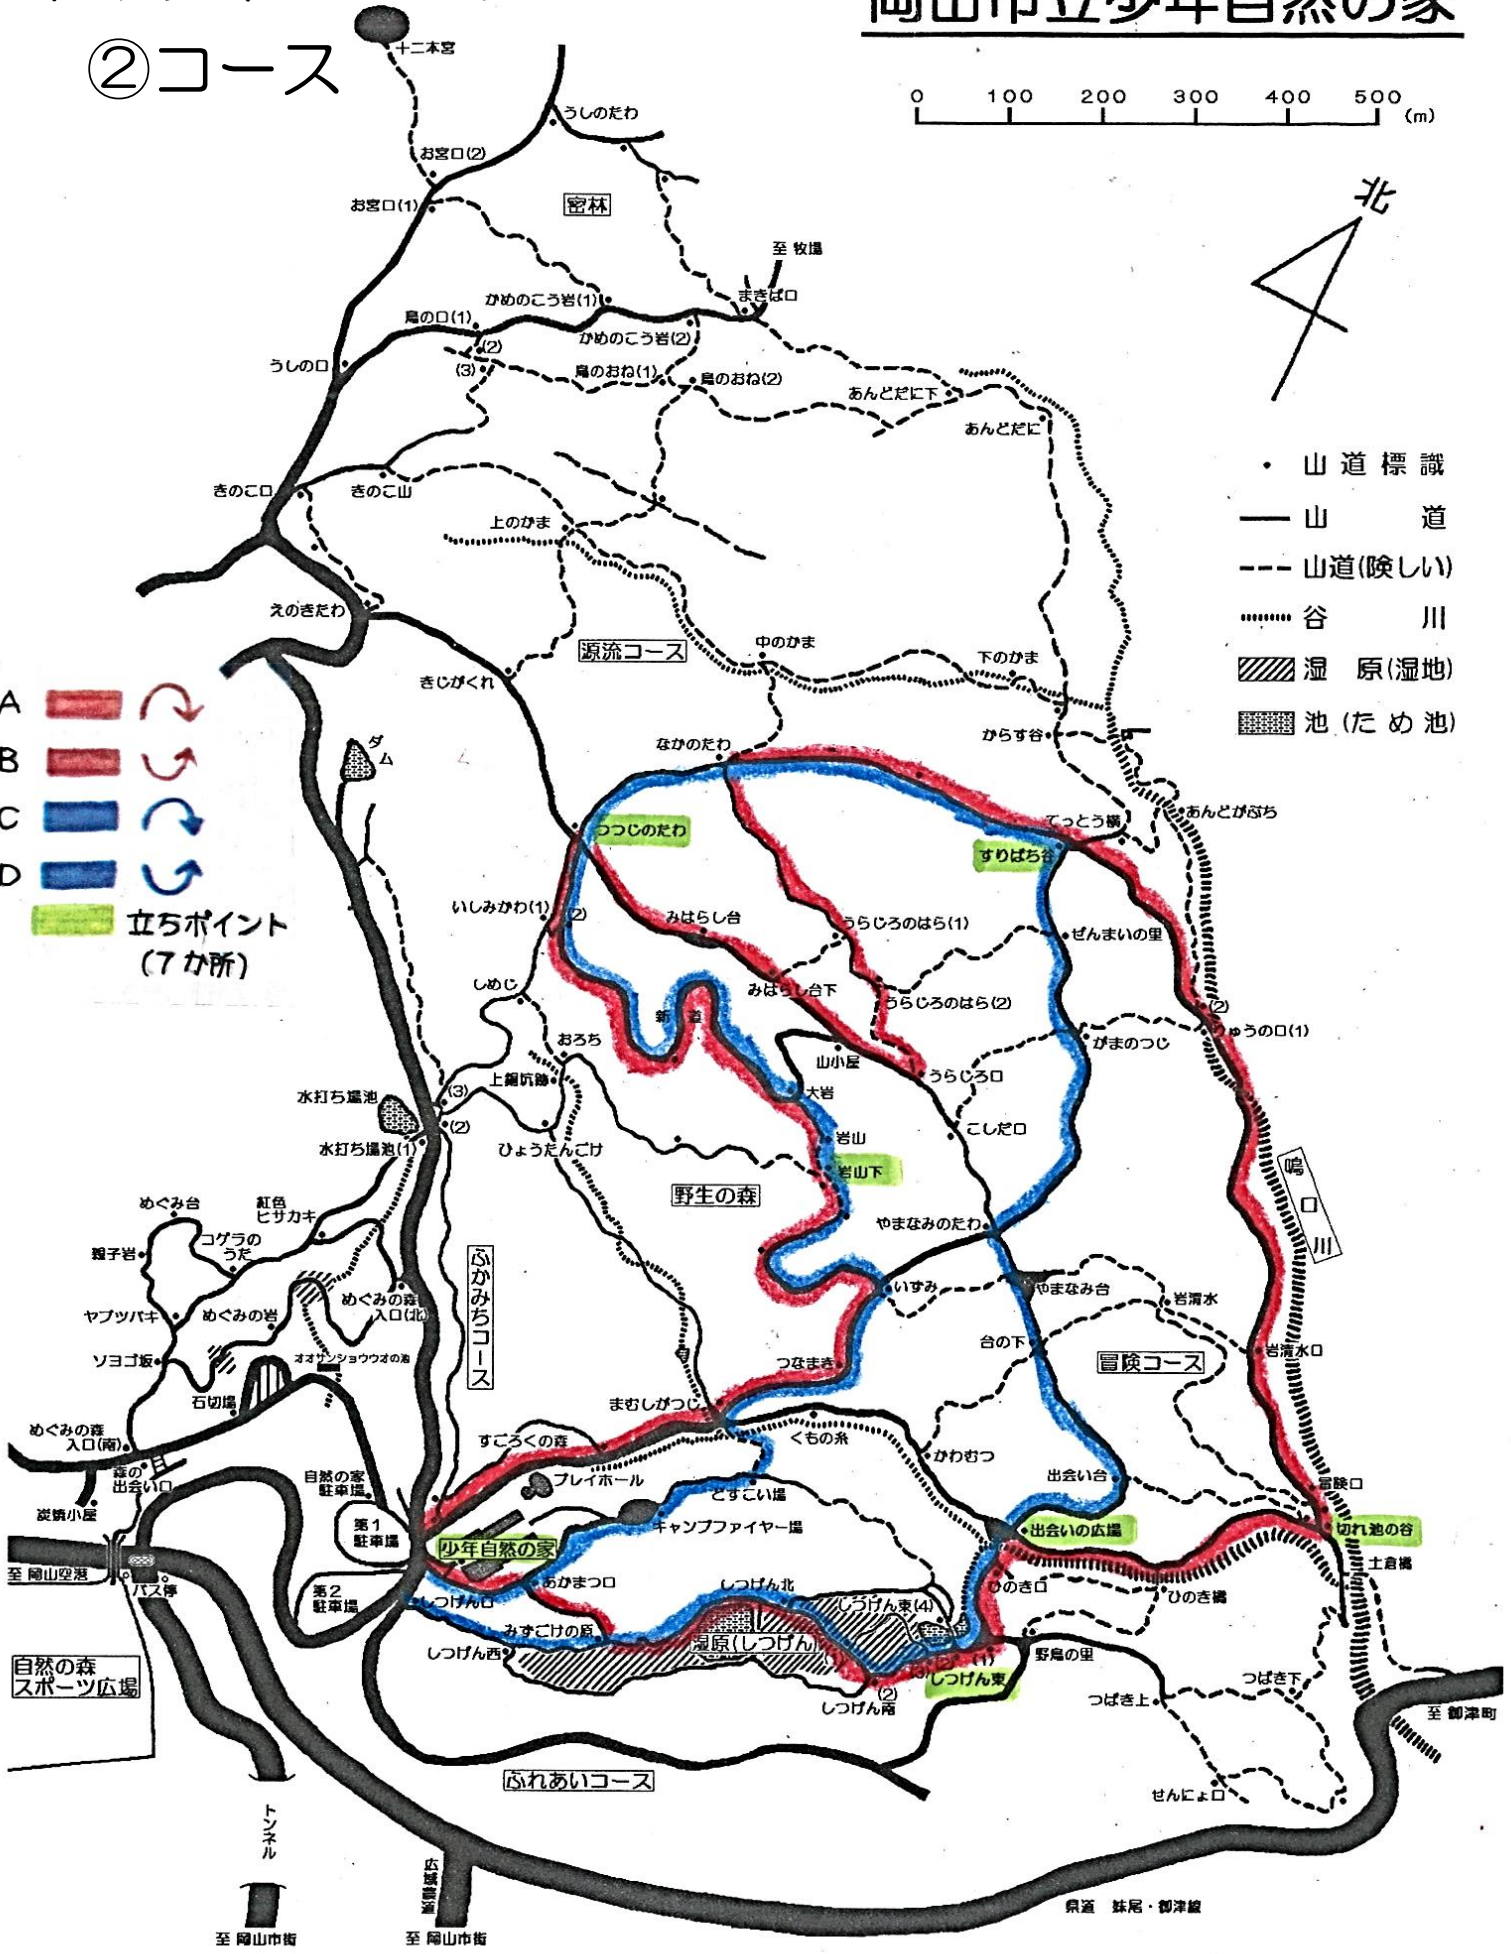 岡山市立少年自然の家
②コース
0 100 200 300 400 500
(m)
北
十二本宮
うしのたわ
お宮口(2)
お宮口(1)
密林
至 牧場
まきば口
かめのこう岩(1)
鳥の口(1)
かめのこう岩(2)
(2)
(3)
うしの口
鳥のおね(1)
鳥のおね(2)
あんどだに下
あんどだに
・ 山道標識
山道
山道(険しい)
谷川
湿原(湿地)
池(ため池)
きのこ口
きのこ山
上のかま
えのきたわ
源流コース
中のかま
下のかま
きじがくれ
からす谷
なかのたわ
A
B
C
D
立ちポイント
(7か所)
ダム
つつじのたわ
てっとう横
あんどがぶち
すりばち谷
いしみかわ(1)
(2)
みはらし台
うらじろのはら(1)
ぜんまいの里
しめじ
みはらし台下
うらじろのはら(2)
新道
(2)
りゅうの口(1)
がまのつじ
おろち
山小屋
上銅坑跡
うらじろ口
大岩
水打ち場池
(3)
(2)
水打ち場池(1)
ひょうたんごけ
こしだ口
岩山
岩山下
鳴口川
野生の森
めぐみ台
紅色ヒサカキ
コゲラのうた
親子岩
やまなみのたわ
ふかみちコース
いずみ
やまなみ台
岩清水
めぐみの森入口(北)
ヤブツバキ
めぐみの岩
台の下
岩清水口
ソヨゴ坂
オオサンショウウオの池
つなまき
冒険コース
石切場
まむしがつじ
めぐみの森入口(南)
すごろくの森
くもの糸
かわむつ
森の出会い口
自然の家駐車場
プレイホール
どすこい場
出会い台
冒険口
炭焼小屋
第1駐車場
キャンプファイヤー場
少年自然の家
出会いの広場
切れ池の谷
至 岡山空港
バス停
第2駐車場
土倉橋
あかまつ口
しつげん北
ひのき口
ひのき橋
しつげん口
しつげん東(4)
みずごけの原
湿原(しつげん)
しつげん西
(3)
(2)
(1)
野鳥の里
しつげん東
自然の森スポーツ広場
(2)
しつげん南
つばき下
つばき上
至 御津町
ふれあいコース
せんにょ口
トンネル
広域農道
県道 妹尾・御津線
至 岡山市街
至 岡山市街